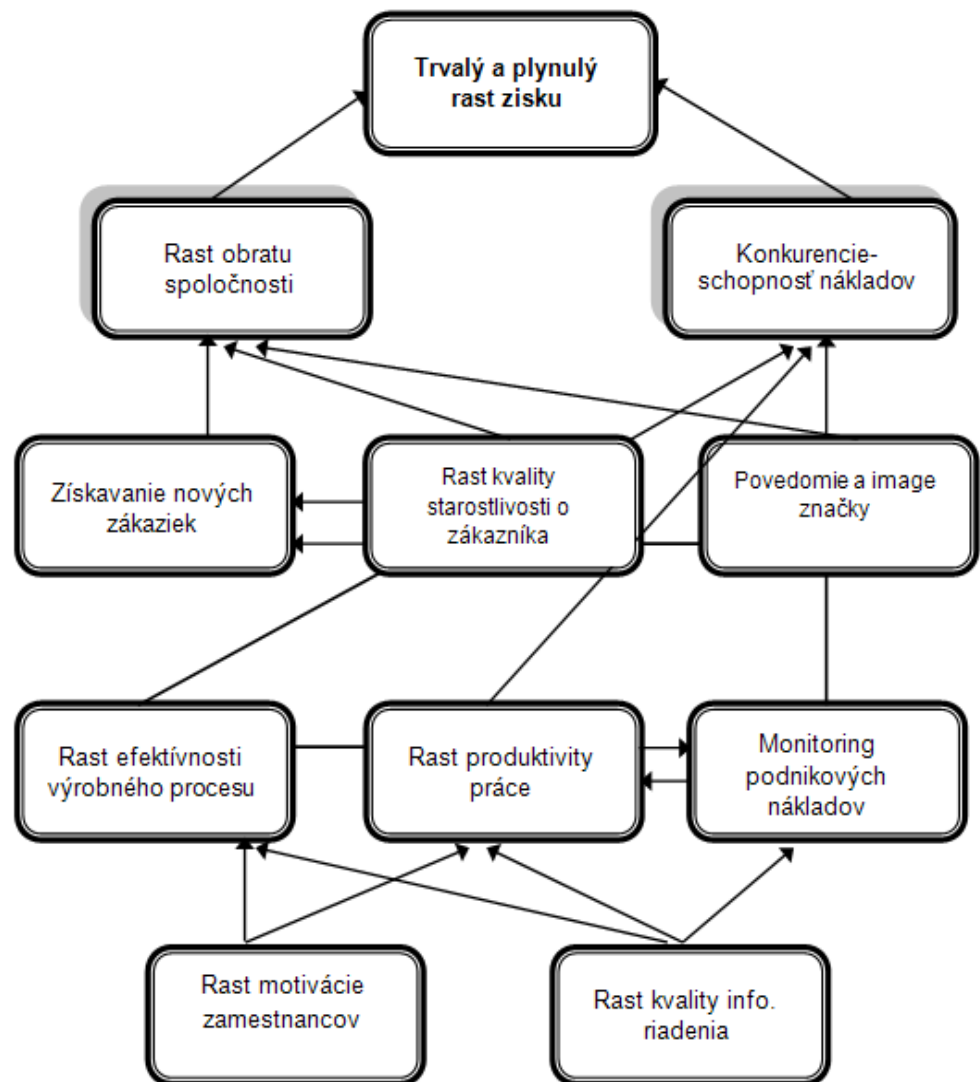 Trvalý a plynulý
rast zisku
Rast obratu
spoločnosti
Konkurencie-
schopnosť nákladov
Získavanie nových
zákaziek
Rast kvality
starostlivosti o
zákazníka
Povedomie a image
značky
Rast efektívnosti
výrobného procesu
Rast produktivity
práce
Monitoring
podnikových
nákladov
Rast motivácie
zamestnancov
Rast kvality info.
riadenia